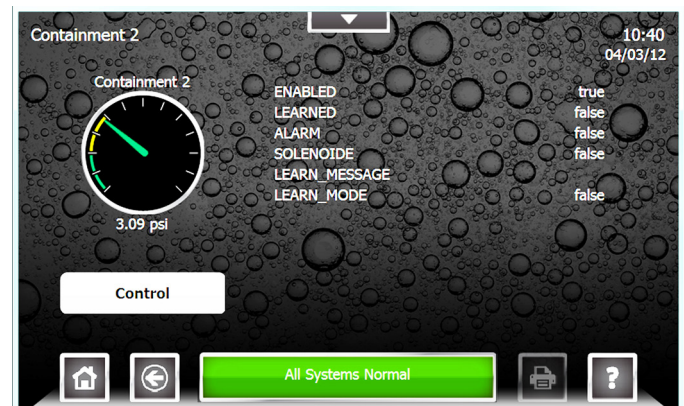 Containment 2
10:40
04/03/12
Containment 2
3.09 psi
ENABLED true
LEARNED false
ALARM false
SOLENOIDE false
LEARN_MESSAGE
LEARN_MODE false
Control
All Systems Normal
?